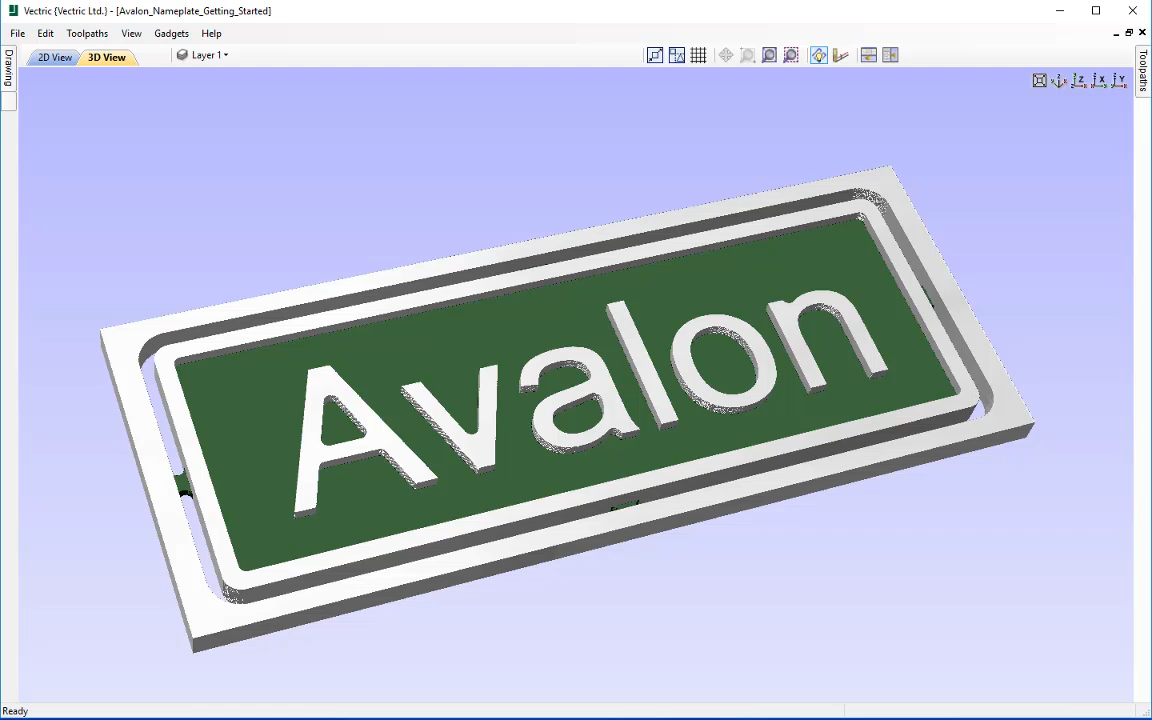 Vectric {Vectric Ltd.} - [Avalon_Nameplate_Getting_Started]
File Edit Toolpaths View Gadgets Help
Drawing
2D View 3D View Layer 1
Toolpaths
Z X Y
Avalon
Ready